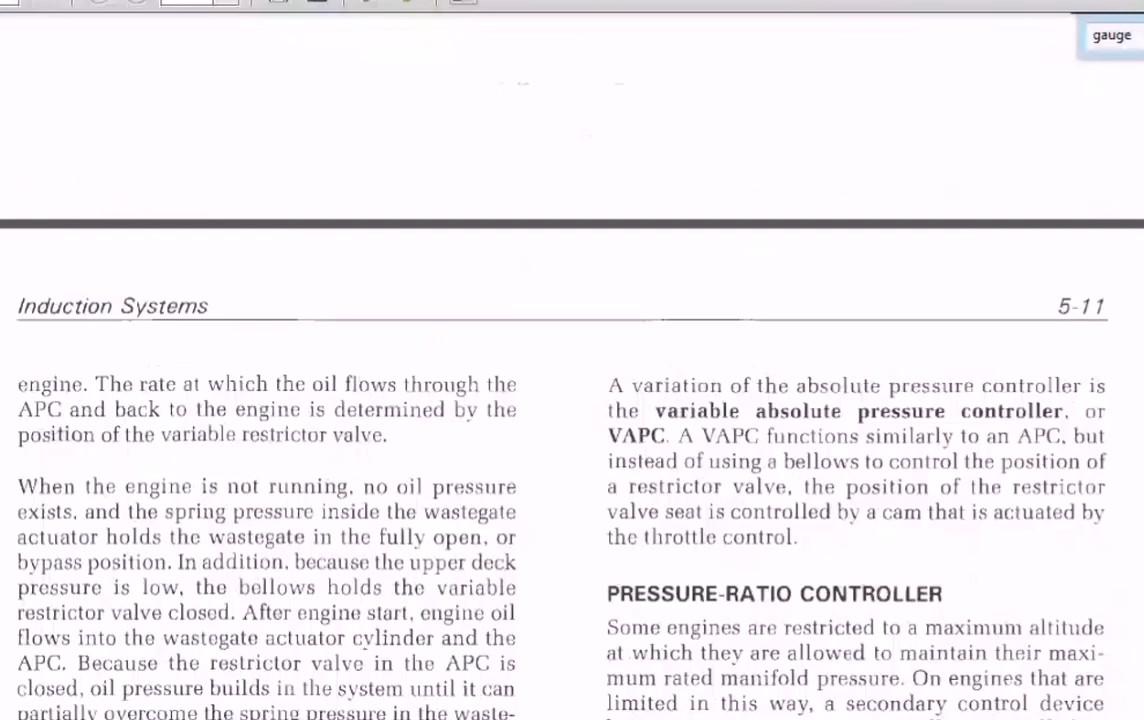 gauge
Induction Systems
5-11
engine. The rate at which the oil flows through the
APC and back to the engine is determined by the
position of the variable restrictor valve.
When the engine is not running, no oil pressure
exists, and the spring pressure inside the wastegate
actuator holds the wastegate in the fully open, or
bypass position. In addition, because the upper deck
pressure is low, the bellows holds the variable
restrictor valve closed. After engine start, engine oil
flows into the wastegate actuator cylinder and the
APC. Because the restrictor valve in the APC is
closed, oil pressure builds in the system until it can
partially overcome the spring pressure in the waste-
A variation of the absolute pressure controller is
the variable absolute pressure controller, or
VAPC. A VAPC functions similarly to an APC, but
instead of using a bellows to control the position of
a restrictor valve, the position of the restrictor
valve seat is controlled by a cam that is actuated by
the throttle control.
PRESSURE-RATIO CONTROLLER
Some engines are restricted to a maximum altitude
at which they are allowed to maintain their maxi-
mum rated manifold pressure. On engines that are
limited in this way, a secondary control device